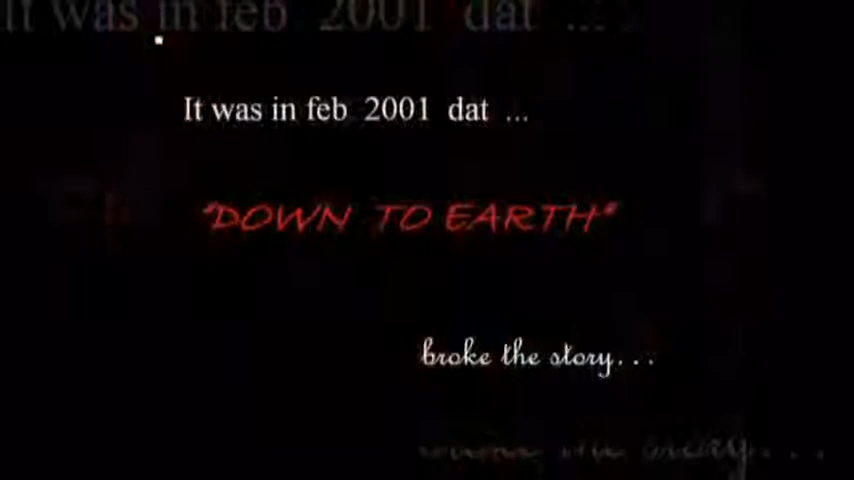 It was in feb 2001 dat ...
It was in feb 2001 dat ...
"DOWN TO EARTH"
broke the story...